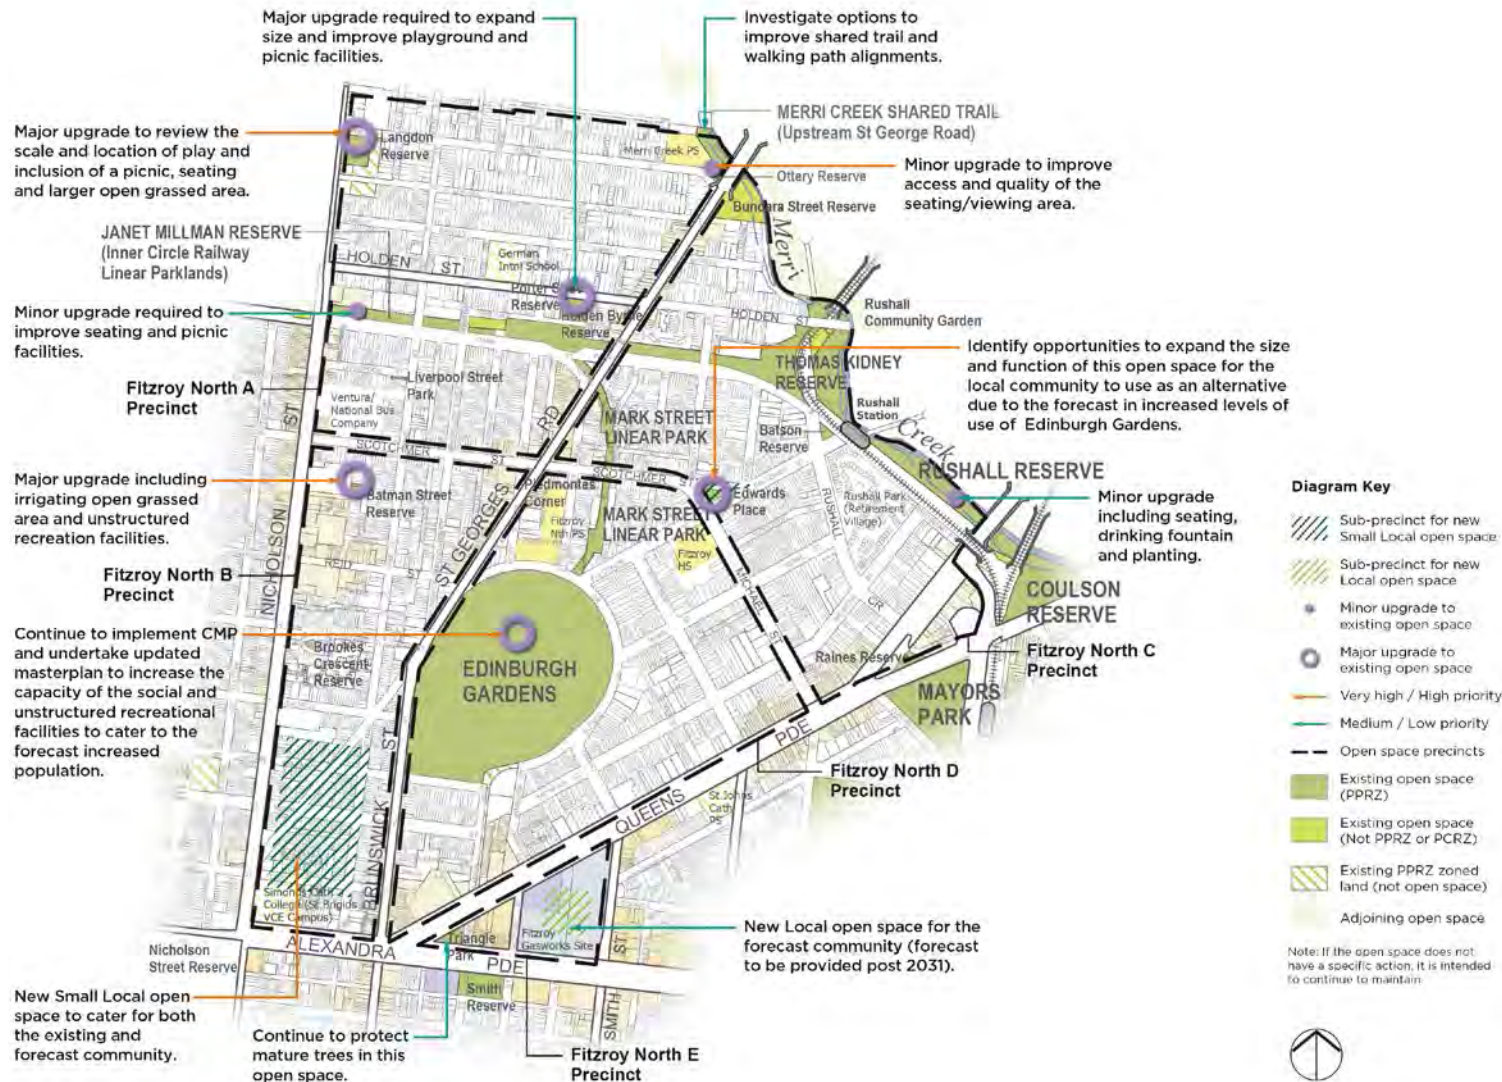 Major upgrade required to expand
size and improve playground and
picnic facilities.
Investigate options to
improve shared trail and
walking path alignments.
MERRI CREEK SHARED TRAIL
(Upstream St George Road)
Major upgrade to review the
scale and location of play and
inclusion of a picnic, seating
and larger open grassed area.
Langdon
Reserve
Merri Creek PS
Ottery Reserve
Minor upgrade to improve
access and quality of the
seating/viewing area.
Bundara Street Reserve
JANET MILLMAN RESERVE
(Inner Circle Railway
Linear Parklands)
HOLDEN ST
German
Intnl School
Reserve
Reserve
HOLDEN ST
Merri
Creek
Rushall
Community Garden
Minor upgrade required to
improve seating and picnic
facilities.
THOMAS KIDNEY
RESERVE
Identify opportunities to expand the size
and function of this open space for the
local community to use as an alternative
due to the forecast in increased levels of
use of Edinburgh Gardens.
Fitzroy North A
Precinct
Liverpool Street
Park
Ventura/
National Bus
Company
MARK STREET
LINEAR PARK
Rushall
Station
Batson
Reserve
SCOTCHMER ST
SCOTCHMER
RUSHALL RESERVE
Major upgrade including
irrigating open grassed
area and unstructured
recreation facilities.
Batman Street
Reserve
Piedmontes
Corner
Fitzroy
Nth PS
MARK STREET
LINEAR PARK
Edwards
Place
Rushall Park
(Retirement
Village)
RUSHALL
CR
Minor upgrade
including seating,
drinking fountain
and planting.
Fitzroy
HS
NICHOLSON ST
ST GEORGES RD
REID ST
MICHAEL ST
Fitzroy North B
Precinct
COULSON
RESERVE
Continue to implement CMP
and undertake updated
masterplan to increase the
capacity of the social and
unstructured recreational
facilities to cater to the
forecast increased
population.
Brookes
Crescent
Reserve
EDINBURGH
GARDENS
Raines Reserve
Fitzroy North C
Precinct
MAYORS
PARK
BRUNSWICK ST
QUEENS PDE
Fitzroy North D
Precinct
St Johns
Cath
PS
Simonds Cath
College (St Brigids
VCE Campus)
Nicholson
Street Reserve
ALEXANDRA PDE
Triangle
Park
Fitzroy
Gasworks Site
Smith
Reserve
SMITH ST
New Local open space for the
forecast community (forecast
to be provided post 2031).
New Small Local open
space to cater for both
the existing and
forecast community.
Continue to protect
mature trees in this
open space.
Fitzroy North E
Precinct
Diagram Key
Sub-precinct for new
Small Local open space
Sub-precinct for new
Local open space
Minor upgrade to
existing open space
Major upgrade to
existing open space
Very high / High priority
Medium / Low priority
Open space precincts
Existing open space
(PPRZ)
Existing open space
(Not PPRZ or PCRZ)
Existing PPRZ zoned
land (not open space)
Adjoining open space
Note: If the open space does not
have a specific action, it is intended
to continue to maintain